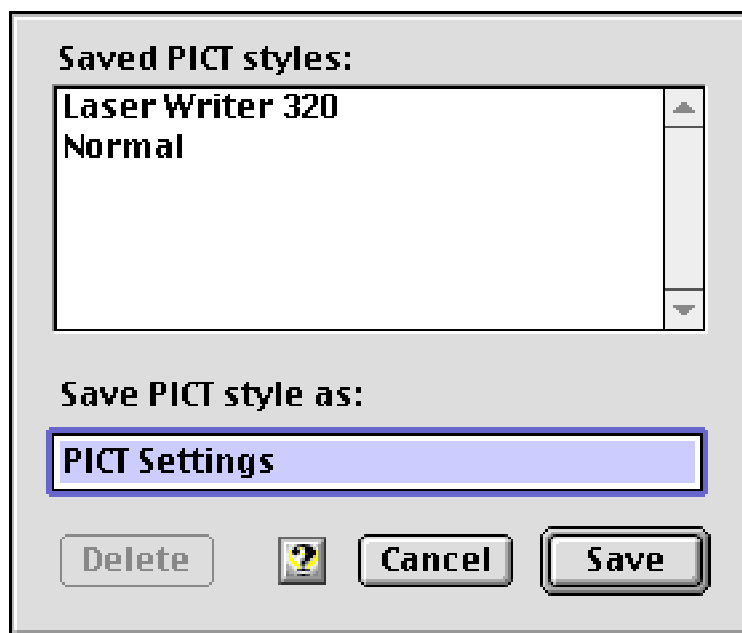 Saved PICT styles:
Laser Writer 320
Normal
Save PICT style as:
PICT Settings
Delete ? Cancel Save